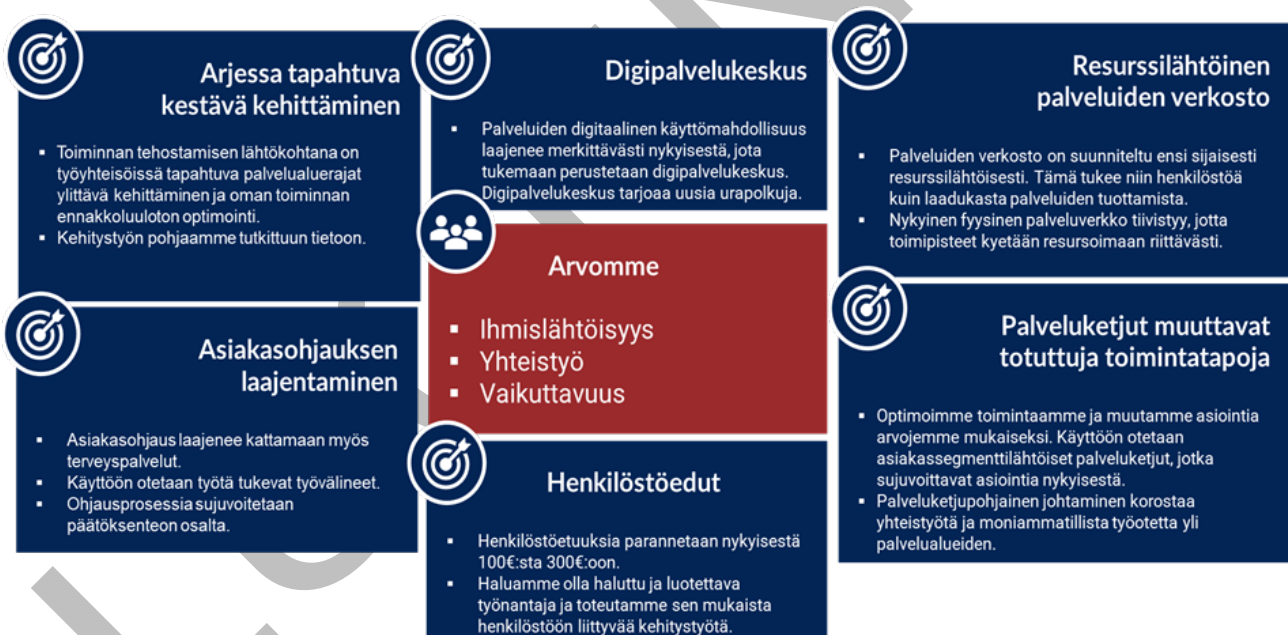 Arjessa tapahtuva
kestävä kehittäminen
▪ Toiminnan tehostamisen lähtökohtana on
työyhteisöissä tapahtuva palvelualuerajat
ylittävä kehittäminen ja oman toiminnan
ennakkoluuloton optimointi.
▪ Kehitystyön pohjaamme tutkittuun tietoon.
Asiakasohjauksen
laajentaminen
▪ Asiakasohjaus laajenee kattamaan myös
terveyspalvelut.
▪ Käyttöön otetaan työtä tukevat työvälineet.
▪ Ohjausprosessia sujuvoitetaan
päätöksenteon osalta.
Digipalvelukeskus
▪ Palveluiden digitaalinen käyttömahdollisuus
laajenee merkittävästi nykyisestä, jota
tukemaan perustetaan digipalvelukeskus.
Digipalvelukeskus tarjoaa uusia urapolkuja.
Arvomme
▪ Ihmislähtöisyys
▪ Yhteistyö
▪ Vaikuttavuus
Henkilöstöedut
▪ Henkilöstöetuuksia parannetaan nykyisestä
100€:sta 300€:oon.
▪ Haluamme olla haluttu ja luotettava
työnantaja ja toteutamme sen mukaista
henkilöstöön liittyvää kehitystyötä.
Resurssilähtöinen
palveluiden verkosto
▪ Palveluiden verkosto on suunniteltu ensi sijaisesti
resurssilähtöisesti. Tämä tukee niin henkilöstöä
kuin laadukasta palveluiden tuottamista.
▪ Nykyinen fyysinen palveluverkko tiivistyy, jotta
toimipisteet kyetään resursoimaan riittävästi.
Palveluketjut muuttavat
totuttuja toimintatapoja
▪ Optimoimme toimintaamme ja muutamme asiointia
arvojemme mukaiseksi. Käyttöön otetaan
asiakassegmenttilähtöiset palveluketjut, jotka
sujuvoittavat asiointia nykyisestä.
▪ Palveluketjupohjainen johtaminen korostaa
yhteistyötä ja moniammatillista työotetta yli
palvelualueiden.